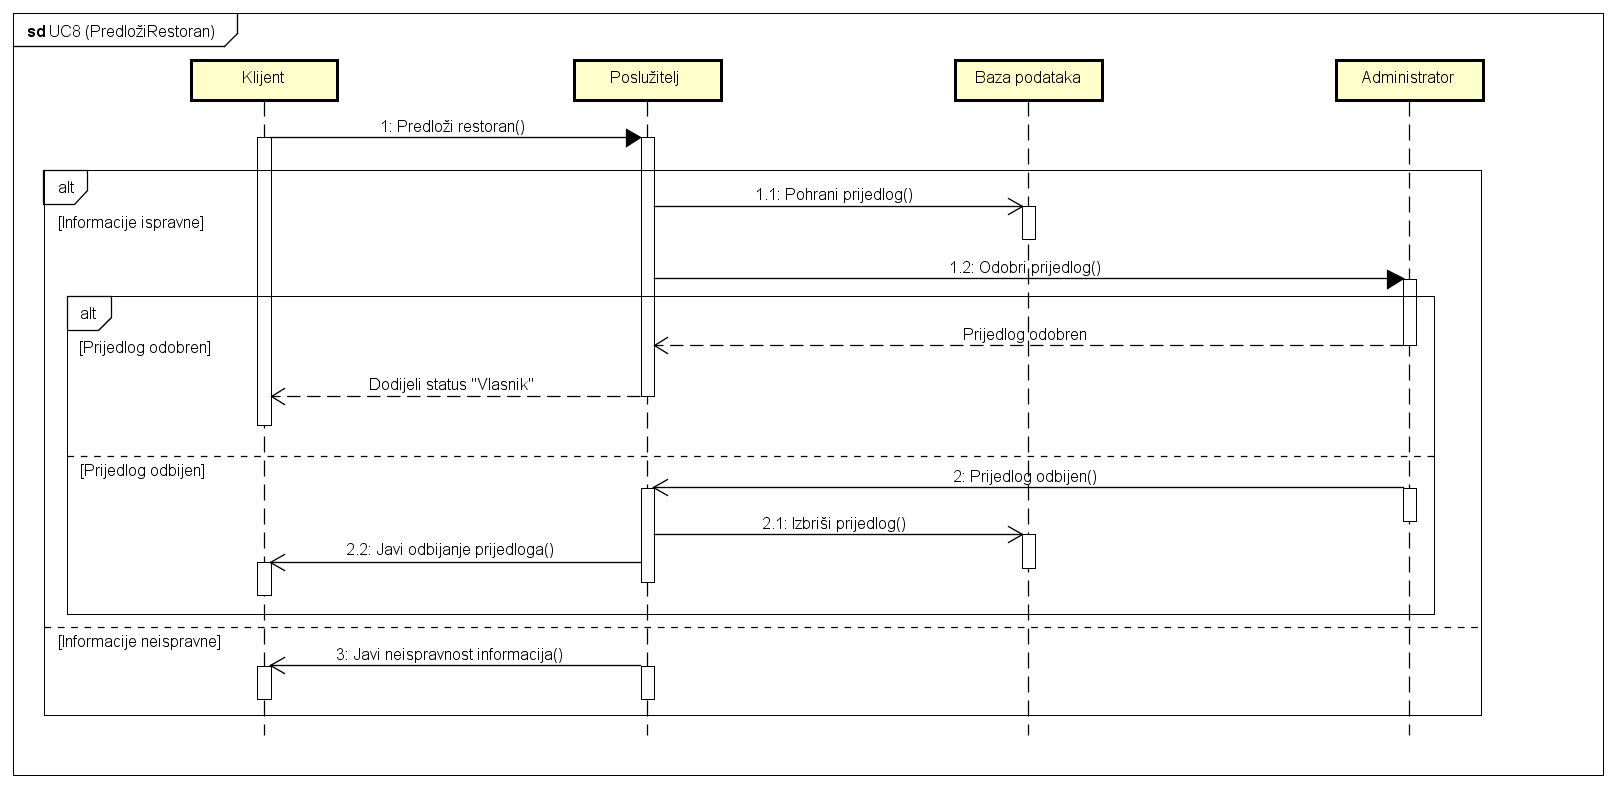 sd UC8 (PredložiRestoran)
Klijent
Poslužitelj
Baza podataka
Administrator
1: Predloži restoran()
alt
1.1: Pohrani prijedlog()
[Informacije ispravne]
1.2: Odobri prijedlog()
alt
Prijedlog odobren
[Prijedlog odobren]
Dodijeli status "Vlasnik"
[Prijedlog odbijen]
2: Prijedlog odbijen()
2.1: Izbriši prijedlog()
2.2: Javi odbijanje prijedloga()
[Informacije neispravne]
3: Javi neispravnost informacija()